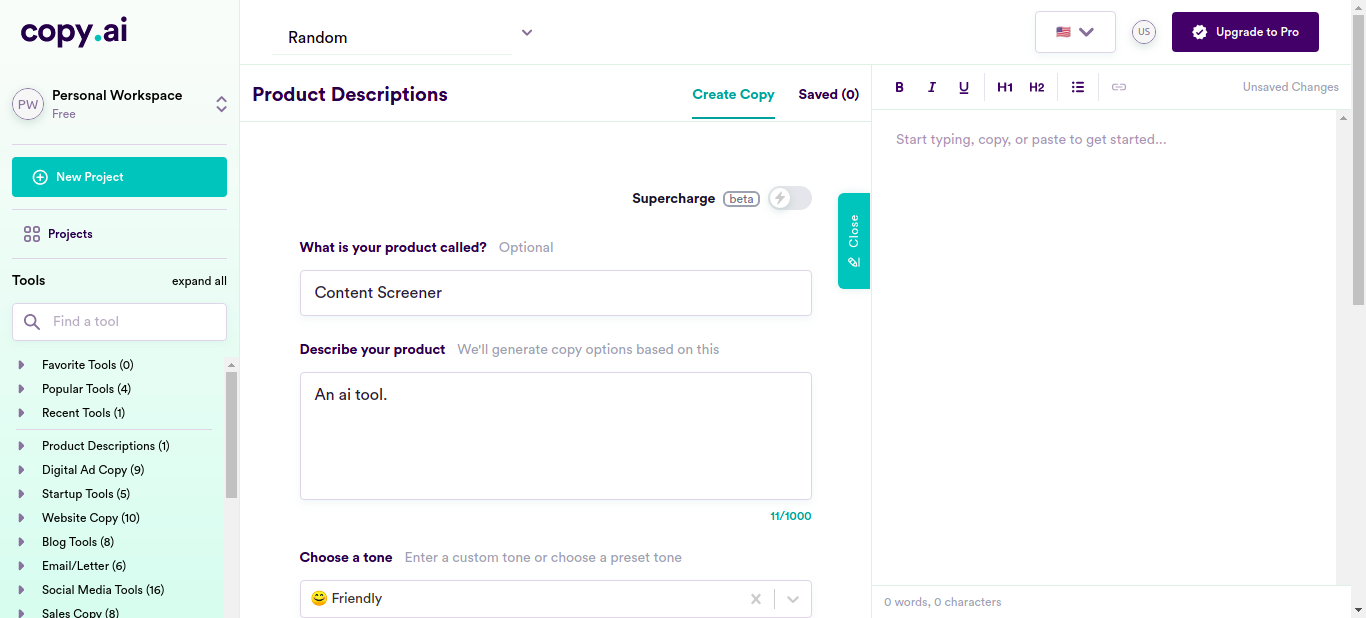 copy.ai
Random
US
Upgrade to Pro
PW
Personal Workspace
Free
Product Descriptions
Create Copy
Saved (0)
B I U H1 H2
Unsaved Changes
Start typing, copy, or paste to get started...
New Project
Projects
Tools
expand all
Find a tool
Favorite Tools (0)
Popular Tools (4)
Recent Tools (1)
Product Descriptions (1)
Digital Ad Copy (9)
Startup Tools (5)
Website Copy (10)
Blog Tools (8)
Email/Letter (6)
Social Media Tools (16)
Sales Copy (8)
Supercharge beta
Close
What is your product called? Optional
Content Screener
Describe your product We'll generate copy options based on this
An ai tool.
11/1000
Choose a tone Enter a custom tone or choose a preset tone
😊 Friendly
0 words, 0 characters